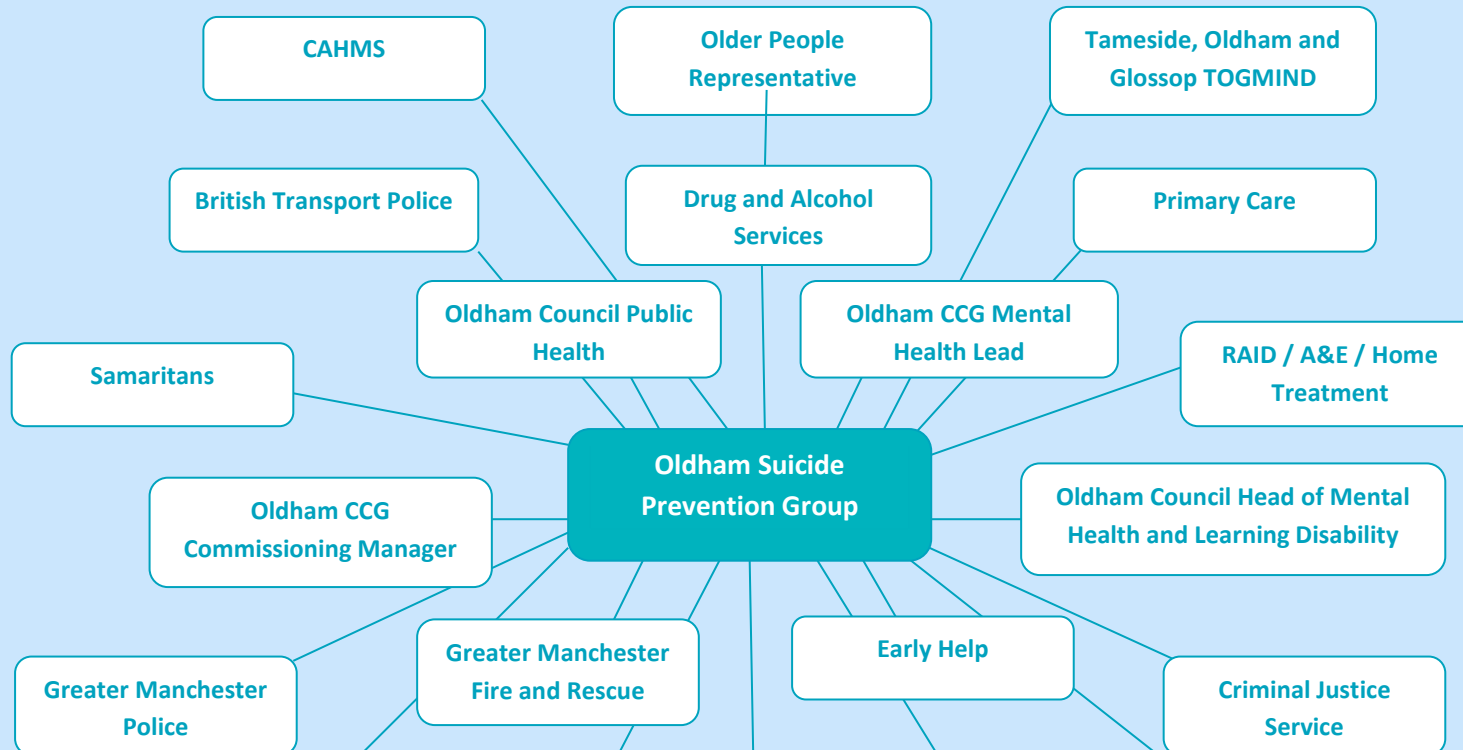 CAHMS
Older People
Representative
Tameside, Oldham and
Glossop TOGMIND
British Transport Police
Drug and Alcohol
Services
Primary Care
Oldham Council Public
Health
Oldham CCG Mental
Health Lead
Samaritans
RAID / A&E / Home
Treatment
Oldham Suicide
Prevention Group
Oldham CCG
Commissioning Manager
Oldham Council Head of Mental
Health and Learning Disability
Greater Manchester
Fire and Rescue
Early Help
Greater Manchester
Police
Criminal Justice
Service